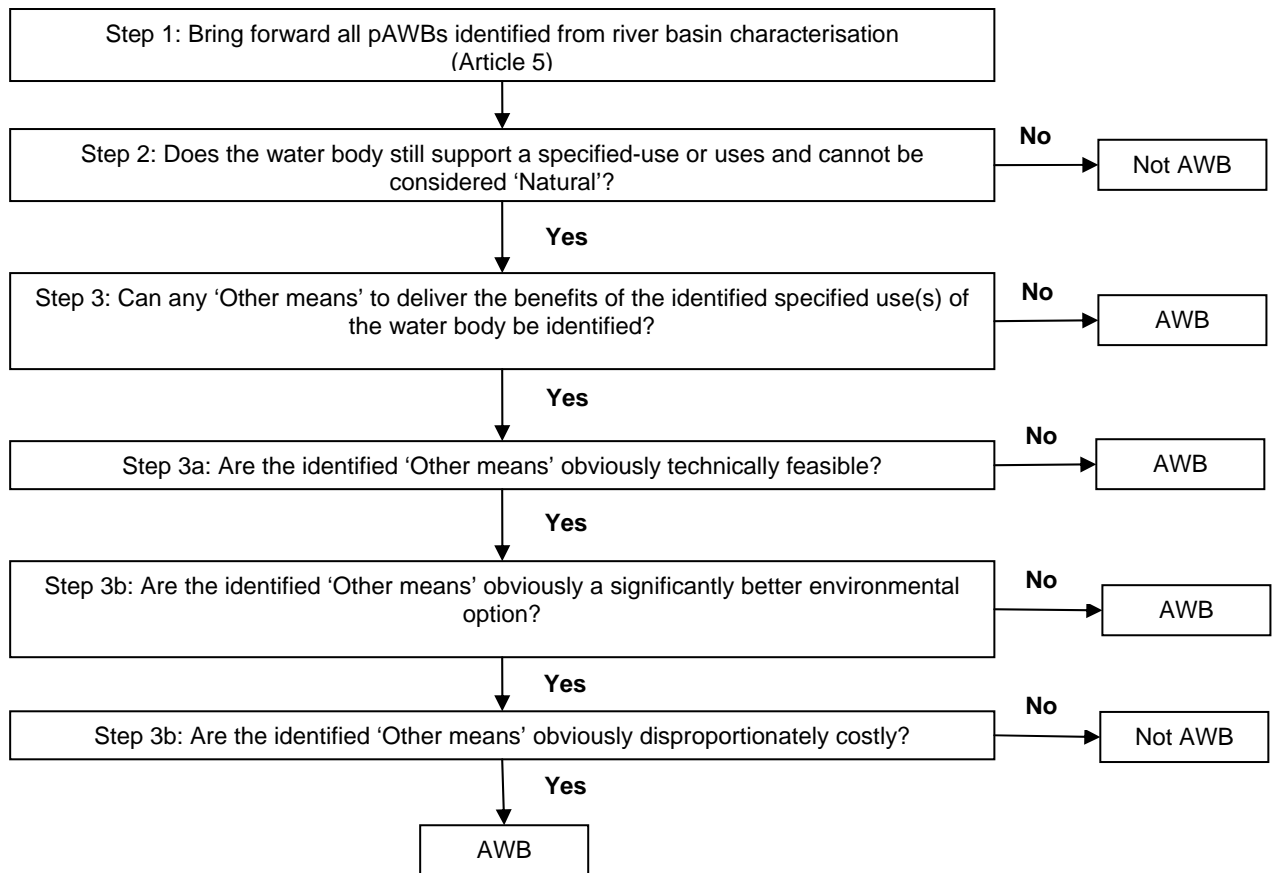 Step 1: Bring forward all pAWBs identified from river basin characterisation
(Article 5)
No
Step 2: Does the water body still support a specified-use or uses and cannot be
considered ‘Natural’?
Not AWB
Yes
Step 3: Can any ‘Other means’ to deliver the benefits of the identified specified use(s) of
the water body be identified?
No
AWB
Yes
No
Step 3a: Are the identified ‘Other means’ obviously technically feasible?
AWB
Yes
Step 3b: Are the identified ‘Other means’ obviously a significantly better environmental
option?
No
AWB
Yes
No
Step 3b: Are the identified ‘Other means’ obviously disproportionately costly?
Not AWB
Yes
AWB